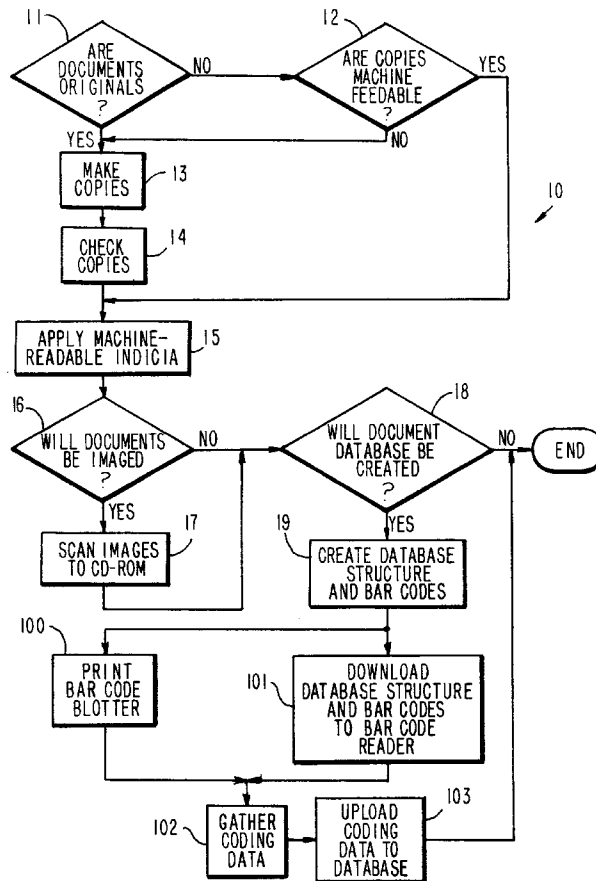 11
ARE
DOCUMENTS
ORIGINALS
?
NO
YES
12
ARE COPIES
MACHINE
FEEDABLE
?
YES
NO
MAKE
COPIES
13
10
CHECK
COPIES
14
APPLY MACHINE-
READABLE INDICIA
15
16
WILL DOCUMENTS
BE IMAGED
?
NO
YES
18
WILL DOCUMENT
DATABASE BE
CREATED
?
NO
YES
END
SCAN IMAGES
TO CD-ROM
17
19
CREATE DATABASE
STRUCTURE
AND BAR CODES
100
PRINT
BAR CODE
BLOTTER
101
DOWNLOAD
DATABASE STRUCTURE
AND BAR CODES
TO BAR CODE
READER
102
GATHER
CODING
DATA
103
UPLOAD
CODING
DATA TO
DATABASE